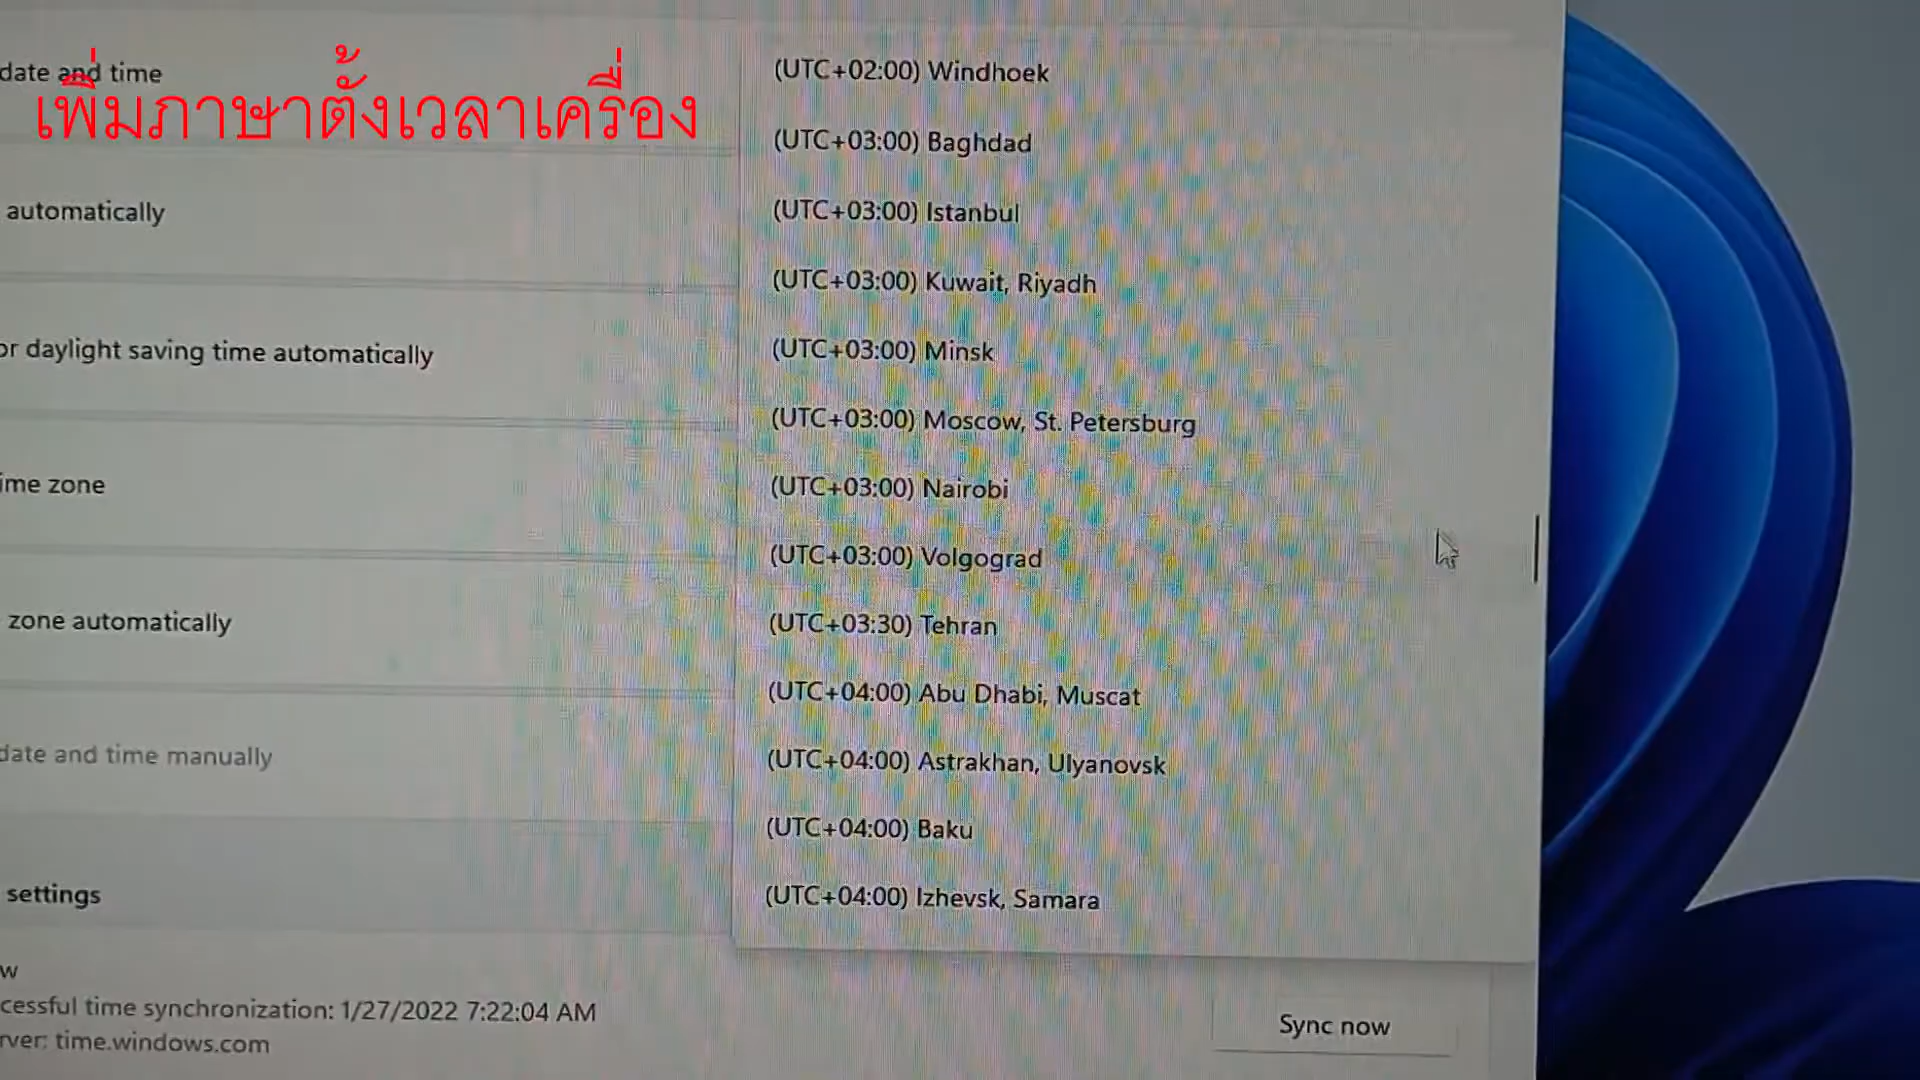 date and time
เพิ่มภาษาตั้งเวลาเครื่อง
automatically
or daylight saving time automatically
ime zone
zone automatically
date and time manually
settings
w
cessful time synchronization: 1/27/2022 7:22:04 AM
rver: time.windows.com
(UTC+02:00) Windhoek
(UTC+03:00) Baghdad
(UTC+03:00) Istanbul
(UTC+03:00) Kuwait, Riyadh
(UTC+03:00) Minsk
(UTC+03:00) Moscow, St. Petersburg
(UTC+03:00) Nairobi
(UTC+03:00) Volgograd
(UTC+03:30) Tehran
(UTC+04:00) Abu Dhabi, Muscat
(UTC+04:00) Astrakhan, Ulyanovsk
(UTC+04:00) Baku
(UTC+04:00) Izhevsk, Samara
Sync now